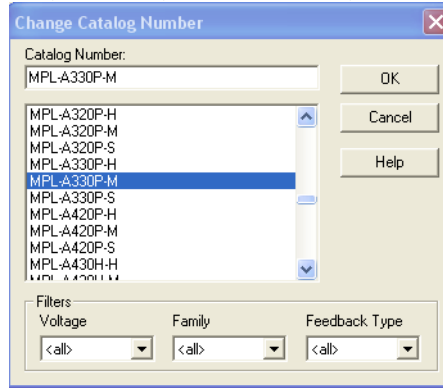 Change Catalog Number
Catalog Number:
MPL-A330P-M
OK
MPL-A320P-H
MPL-A320P-M
MPL-A320P-S
MPL-A330P-H
MPL-A330P-M
MPL-A330P-S
MPL-A420P-H
MPL-A420P-M
MPL-A420P-S
MPL-A430H-H
Cancel
Help
Filters
Voltage Family Feedback Type
<all> <all> <all>